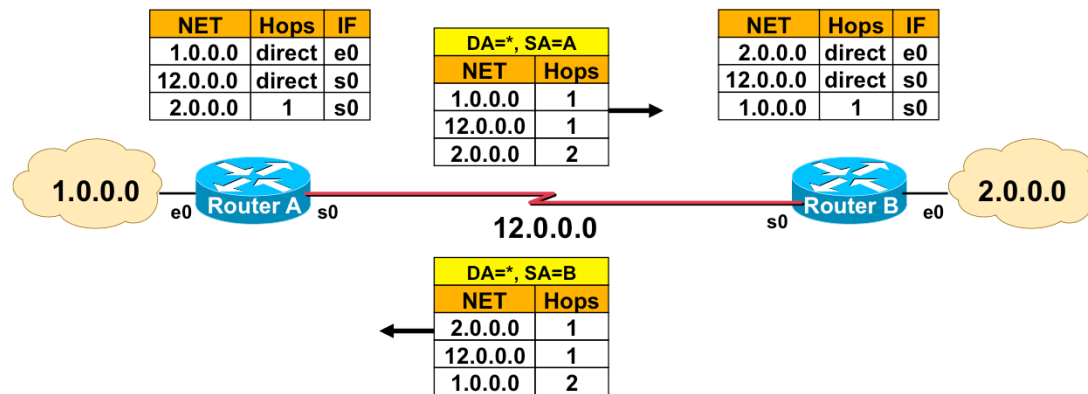 NET Hops IF
1.0.0.0 direct e0
12.0.0.0 direct s0
2.0.0.0 1 s0
DA=*, SA=A
NET Hops
1.0.0.0 1
12.0.0.0 1
2.0.0.0 2
NET Hops IF
2.0.0.0 direct e0
12.0.0.0 direct s0
1.0.0.0 1 s0
1.0.0.0
e0
Router A
s0
12.0.0.0
s0
Router B
e0
2.0.0.0
DA=*, SA=B
NET Hops
2.0.0.0 1
12.0.0.0 1
1.0.0.0 2